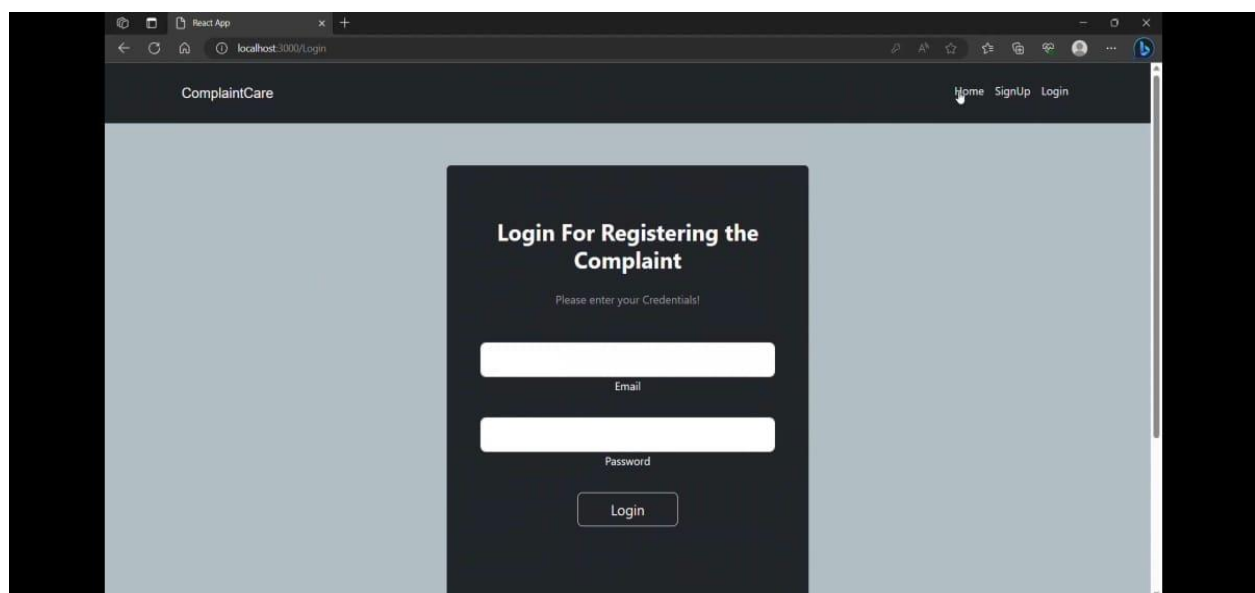 React App
localhost:3000/Login
ComplaintCare
Home SignUp Login
Login For Registering the
Complaint
Please enter your Credentials!
Email
Password
Login